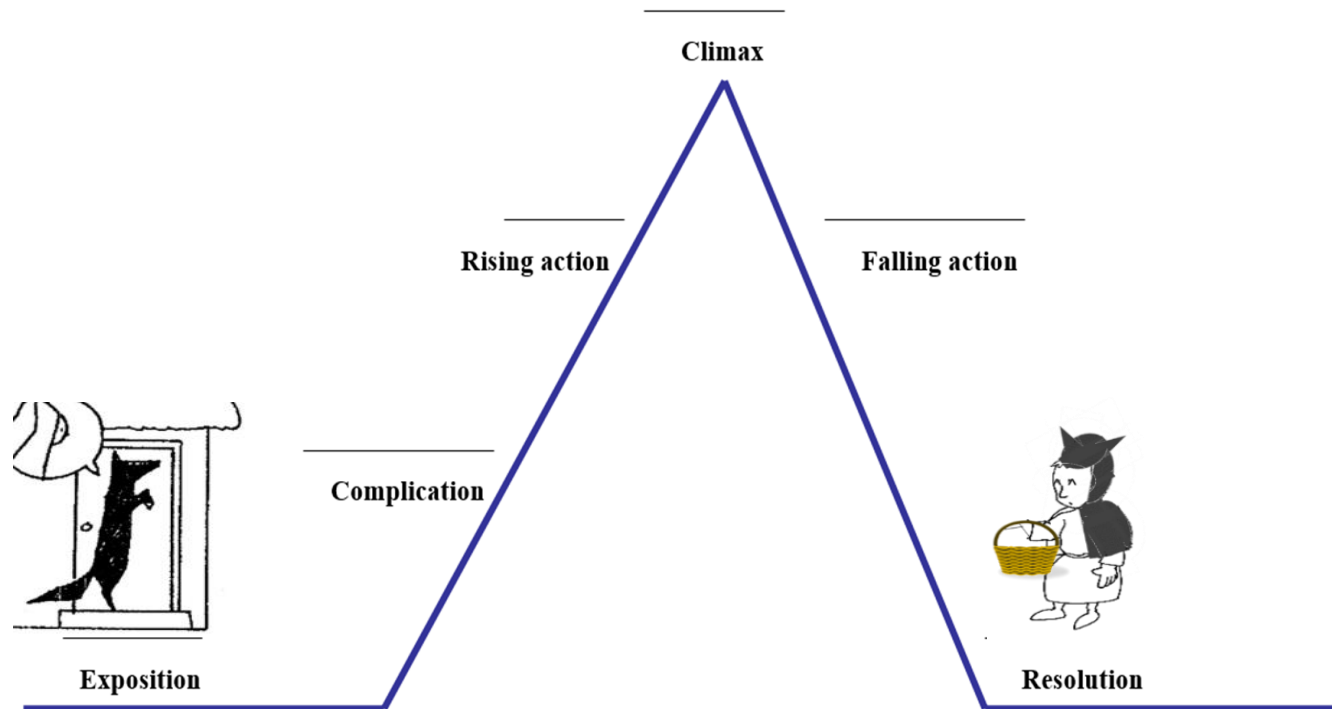 Climax
Rising action
Falling action
Complication
Exposition
Resolution